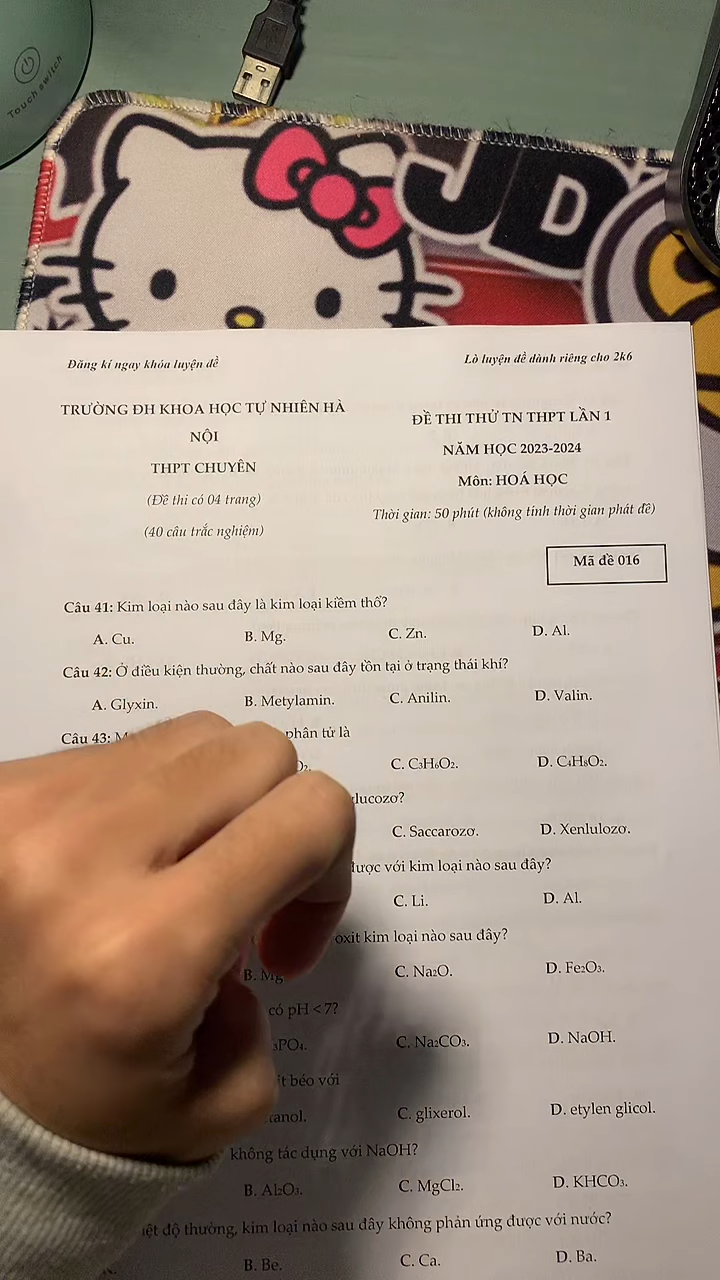 Touch switch
JD
Đăng kí ngay khóa luyện đề
Lò luyện đề dành riêng cho 2k6
TRƯỜNG ĐH KHOA HỌC TỰ NHIÊN HÀ
NỘI
THPT CHUYÊN
(Đề thi có 04 trang)
(40 câu trắc nghiệm)
ĐỀ THI THỬ TN THPT LẦN 1
NĂM HỌC 2023-2024
Môn: HOÁ HỌC
Thời gian: 50 phút (không tính thời gian phát đề)
Mã đề 016
Câu 41: Kim loại nào sau đây là kim loại kiềm thổ?
A. Cu. B. Mg. C. Zn. D. Al.
Câu 42: Ở điều kiện thường, chất nào sau đây tồn tại ở trạng thái khí?
A. Glyxin. B. Metylamin. C. Anilin. D. Valin.
Câu 43: phân tử là
C. C₃H₆O₂. D. C₄H₈O₂.
glucozơ?
C. Saccarozơ. D. Xenlulozơ.
được với kim loại nào sau đây?
C. Li. D. Al.
oxit kim loại nào sau đây?
B. C. Na₂O. D. Fe₂O₃.
có pH < 7?
₃PO₄. C. Na₂CO₃. D. NaOH.
béo với
C. glixerol. D. etylen glicol.
không tác dụng với NaOH?
B. Al₂O₃. C. MgCl₂. D. KHCO₃.
độ thường, kim loại nào sau đây không phản ứng được với nước?
B. Be. C. Ca. D. Ba.